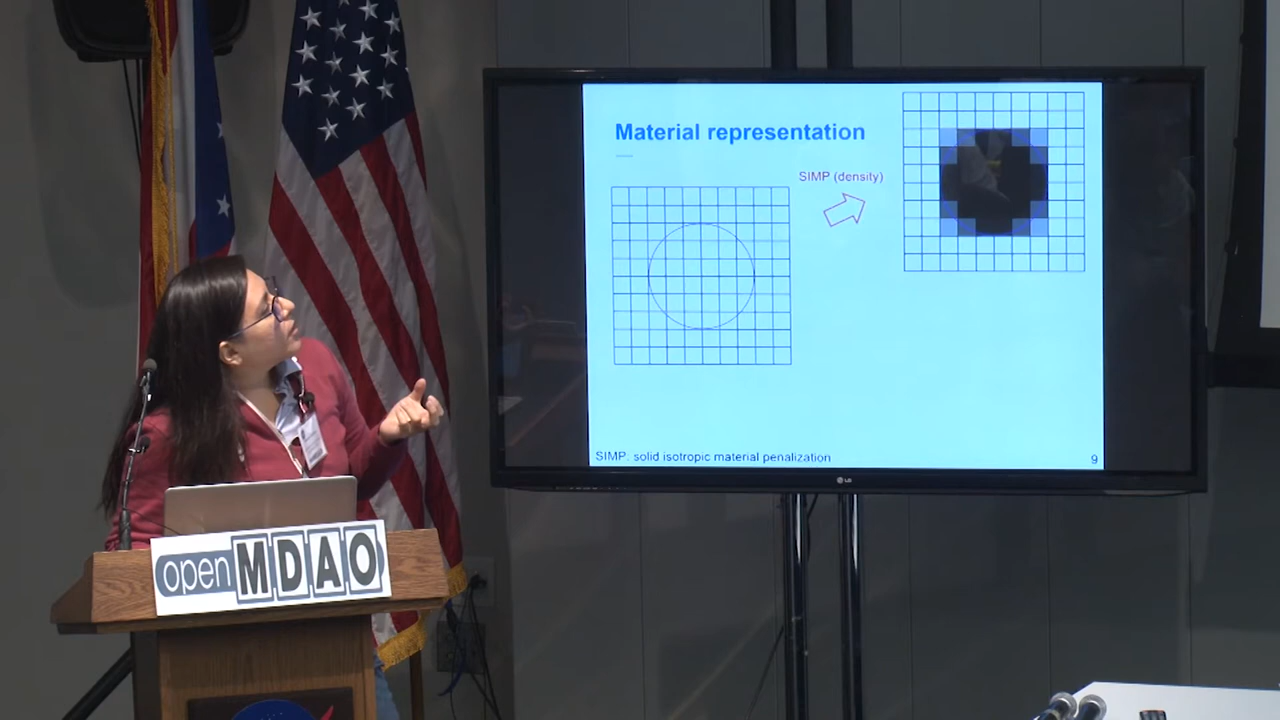 Material representation
SIMP (density)
SIMP: solid isotropic material penalization
9
LG
openMDAO